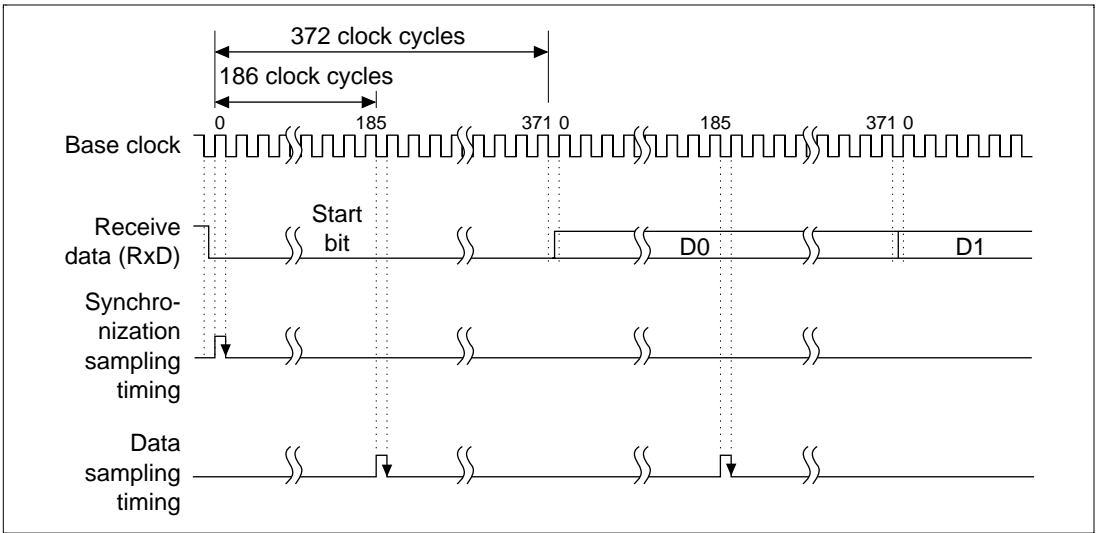 372 clock cycles
186 clock cycles
0 185 371 0 185 371 0
Base clock
Receive
data (RxD)
Start
bit
D0
D1
Synchro-
nization
sampling
timing
Data
sampling
timing